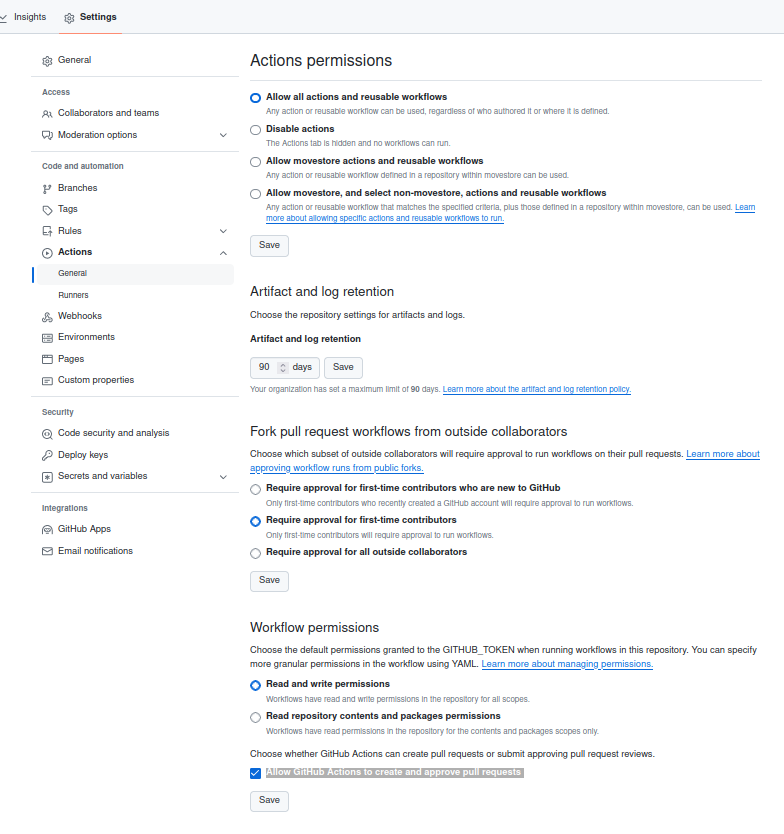 Insights
Settings
General
Access
Collaborators and teams
Moderation options
Code and automation
Branches
Tags
Rules
Actions
General
Runners
Webhooks
Environments
Pages
Custom properties
Security
Code security and analysis
Deploy keys
Secrets and variables
Integrations
GitHub Apps
Email notifications
Actions permissions
Allow all actions and reusable workflows
Any action or reusable workflow can be used, regardless of who authored it or where it is defined.
Disable actions
The Actions tab is hidden and no workflows can run.
Allow movestore actions and reusable workflows
Any action or reusable workflow defined in a repository within movestore can be used.
Allow movestore, and select non-movestore, actions and reusable workflows
Any action or reusable workflow that matches the specified criteria, plus those defined in a repository within movestore, can be used. Learn
more about allowing specific actions and reusable workflows to run.
Save
Artifact and log retention
Choose the repository settings for artifacts and logs.
Artifact and log retention
90 days Save
Your organization has set a maximum limit of 90 days. Learn more about the artifact and log retention policy.
Fork pull request workflows from outside collaborators
Choose which subset of outside collaborators will require approval to run workflows on their pull requests. Learn more about
approving workflow runs from public forks.
Require approval for first-time contributors who are new to GitHub
Only first-time contributors who recently created a GitHub account will require approval to run workflows.
Require approval for first-time contributors
Only first-time contributors will require approval to run workflows.
Require approval for all outside collaborators
Save
Workflow permissions
Choose the default permissions granted to the GITHUB_TOKEN when running workflows in this repository. You can specify
more granular permissions in the workflow using YAML. Learn more about managing permissions.
Read and write permissions
Workflows have read and write permissions in the repository for all scopes.
Read repository contents and packages permissions
Workflows have read permissions in the repository for the contents and packages scopes only.
Choose whether GitHub Actions can create pull requests or submit approving pull request reviews.
Allow GitHub Actions to create and approve pull requests
Save